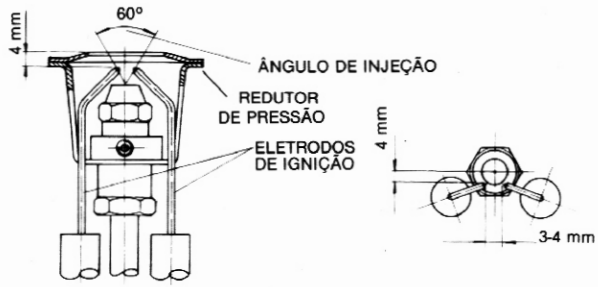 60°
4 mm
ÂNGULO DE INJEÇÃO
REDUTOR
DE PRESSÃO
ELETRODOS
DE IGNIÇÃO
4 mm
3-4 mm